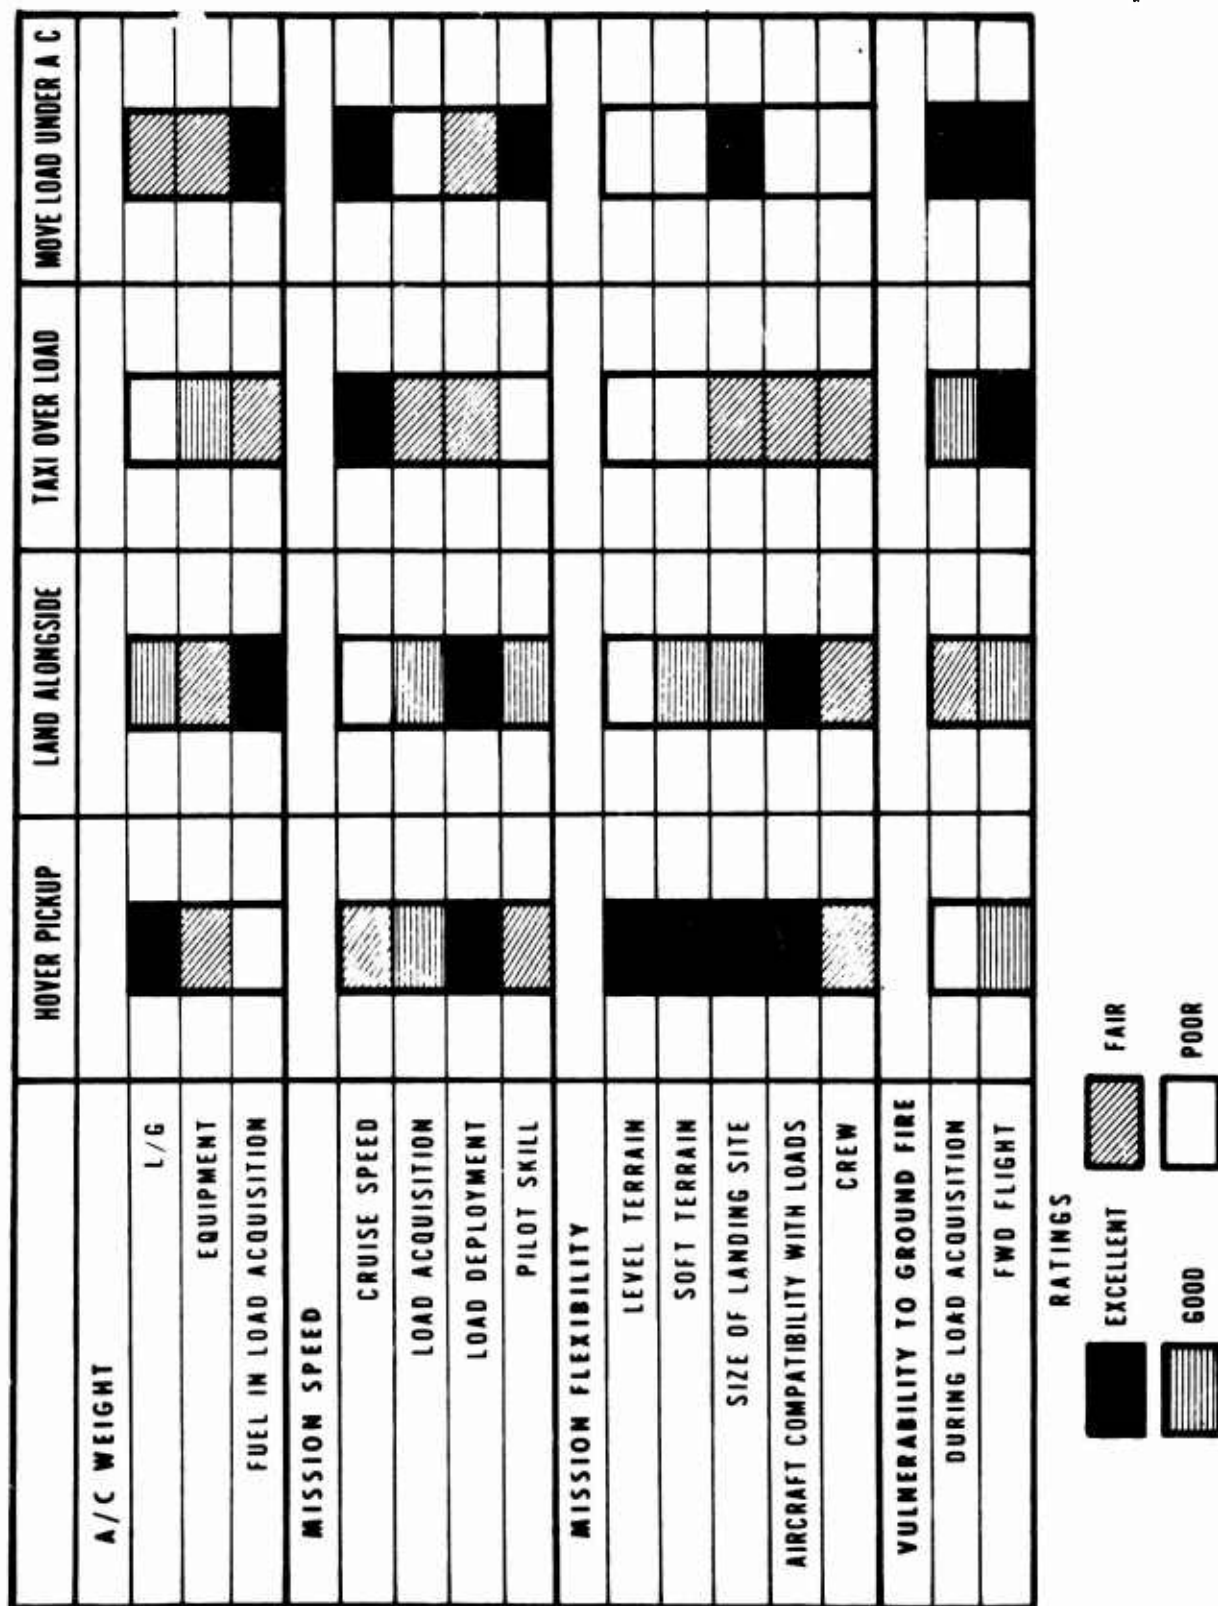 HOVER PICKUP LAND ALONGSIDE TAXI OVER LOAD MOVE LOAD UNDER A C
A/C WEIGHT
L/G
EQUIPMENT
FUEL IN LOAD ACQUISITION
MISSION SPEED
CRUISE SPEED
LOAD ACQUISITION
LOAD DEPLOYMENT
PILOT SKILL
MISSION FLEXIBILITY
LEVEL TERRAIN
SOFT TERRAIN
SIZE OF LANDING SITE
AIRCRAFT COMPATIBILITY WITH LOADS
CREW
VULNERABILITY TO GROUND FIRE
DURING LOAD ACQUISITION
FWD FLIGHT
RATINGS
EXCELLENT FAIR
GOOD POOR